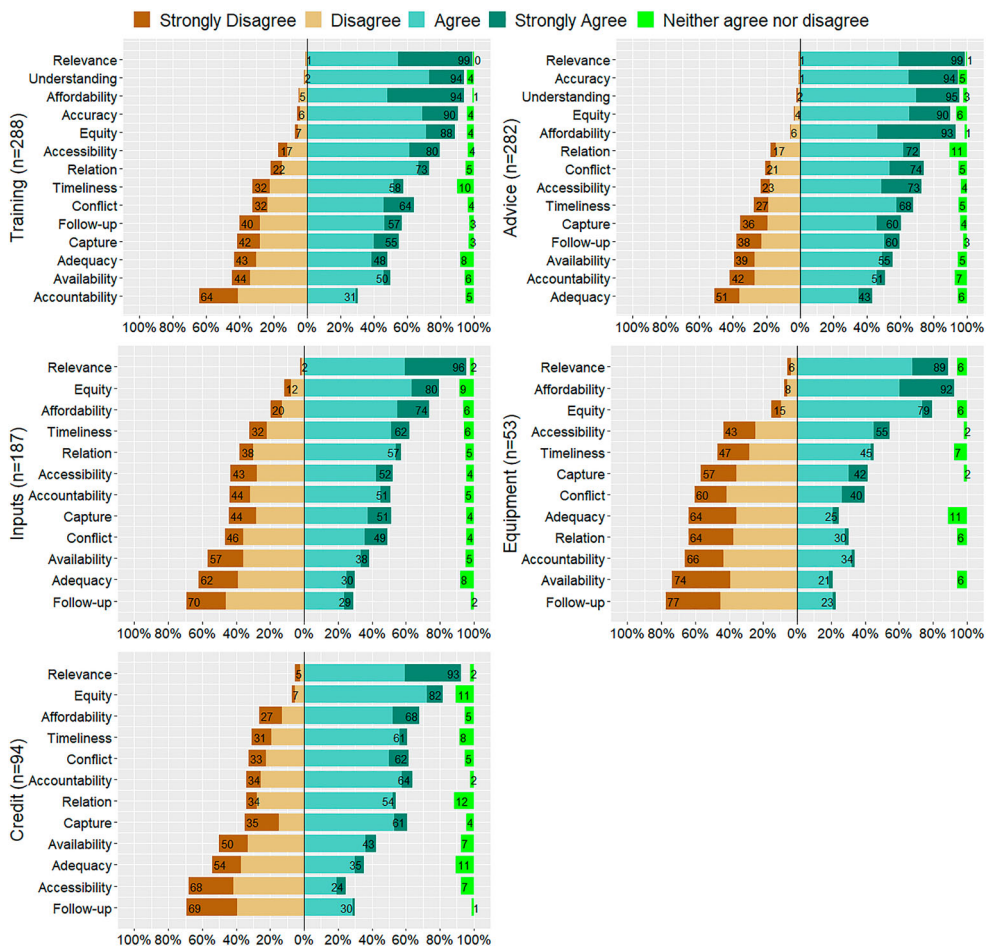 Strongly Disagree Disagree Agree Strongly Agree Neither agree nor disagree
Training (n=288)
Relevance 1 99 0
Understanding 2 94 4
Affordability 5 94 1
Accuracy 6 90 4
Equity 7 88 4
Accessibility 17 80 4
Relation 22 73 5
Timeliness 32 58 10
Conflict 32 64 4
Follow-up 40 57 3
Capture 42 55 3
Adequacy 43 48 8
Availability 44 50 6
Accountability 64 31 5
100% 80% 60% 40% 20% 0% 20% 40% 60% 80% 100%
Advice (n=282)
Relevance 1 99 1
Accuracy 1 94 5
Understanding 2 95 3
Equity 4 90 6
Affordability 6 93 1
Relation 17 72 11
Conflict 21 74 5
Accessibility 23 73 4
Timeliness 27 68 5
Capture 36 60 4
Follow-up 38 60 3
Availability 39 55 5
Accountability 42 51 7
Adequacy 51 43 6
100% 80% 60% 40% 20% 0% 20% 40% 60% 80% 100%
Inputs (n=187)
Relevance 2 96 2
Equity 12 80 9
Affordability 20 74 6
Timeliness 32 62 6
Relation 38 57 5
Accessibility 43 52 4
Accountability 44 51 5
Capture 44 51 4
Conflict 46 49 4
Availability 57 38 5
Adequacy 62 30 8
Follow-up 70 29 2
100% 80% 60% 40% 20% 0% 20% 40% 60% 80% 100%
Equipment (n=53)
Relevance 6 89 6
Affordability 8 92
Equity 15 79 6
Accessibility 43 55 2
Timeliness 47 45 7
Capture 57 42 2
Conflict 60 40
Adequacy 64 25 11
Relation 64 30 6
Accountability 66 34
Availability 74 21 6
Follow-up 77 23
100% 80% 60% 40% 20% 0% 20% 40% 60% 80% 100%
Credit (n=94)
Relevance 5 93 2
Equity 7 82 11
Affordability 27 68 5
Timeliness 31 61 8
Conflict 33 62 5
Accountability 34 64 2
Relation 34 54 12
Capture 35 61 4
Availability 50 43 7
Adequacy 54 35 11
Accessibility 68 24 7
Follow-up 69 30 1
100% 80% 60% 40% 20% 0% 20% 40% 60% 80% 100%